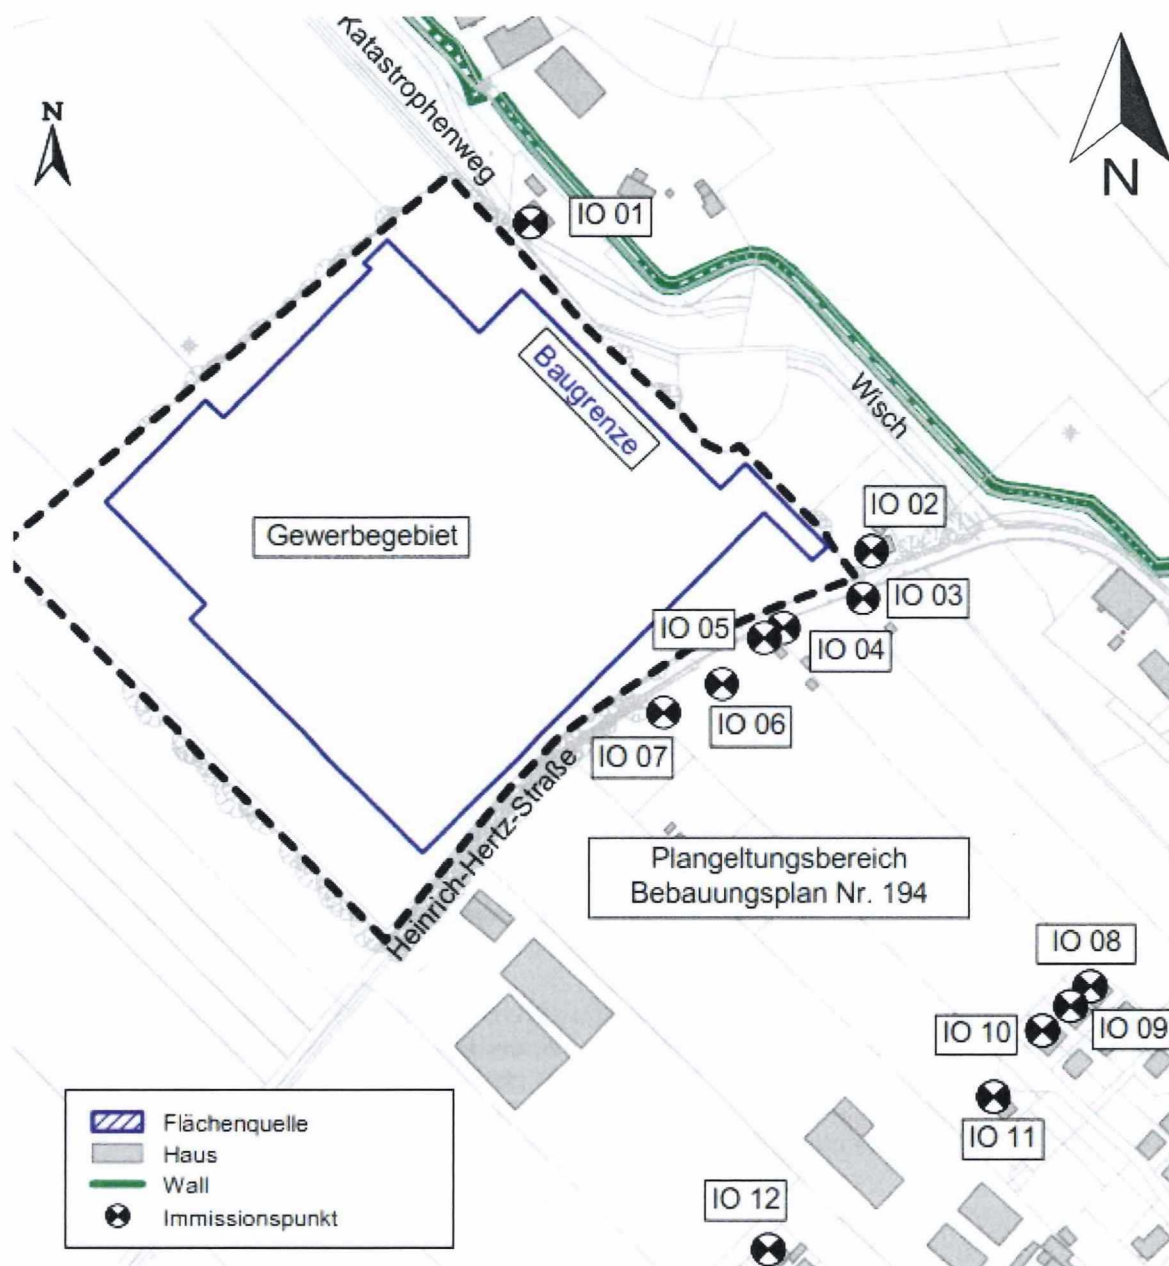 Katastrophenweg
N
N
IO 01
Baugrenze
Wisch
IO 02
Gewerbegebiet
IO 03
IO 05
IO 04
IO 06
IO 07
Heinrich-Hertz-Straße
Plangeltungsbereich
Bebauungsplan Nr. 194
IO 08
IO 10
IO 09
IO 11
IO 12
Flächenquelle
Haus
Wall
Immissionspunkt